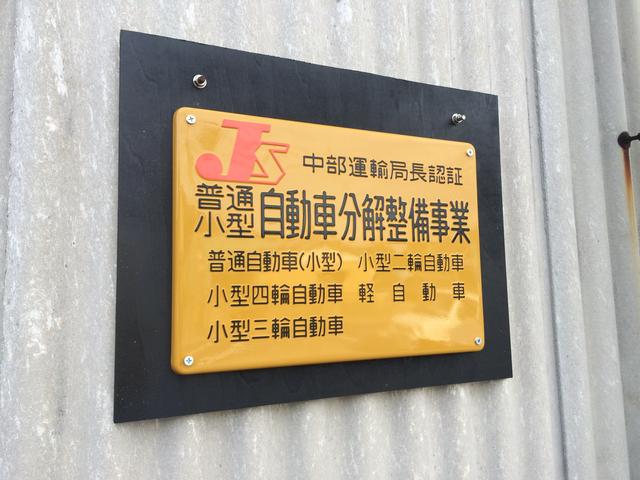 JS 中部運輸局長認証
普通小型 自動車分解整備事業
普通自動車(小型) 小型二輪自動車
小型四輪自動車 軽自動車
小型三輪自動車